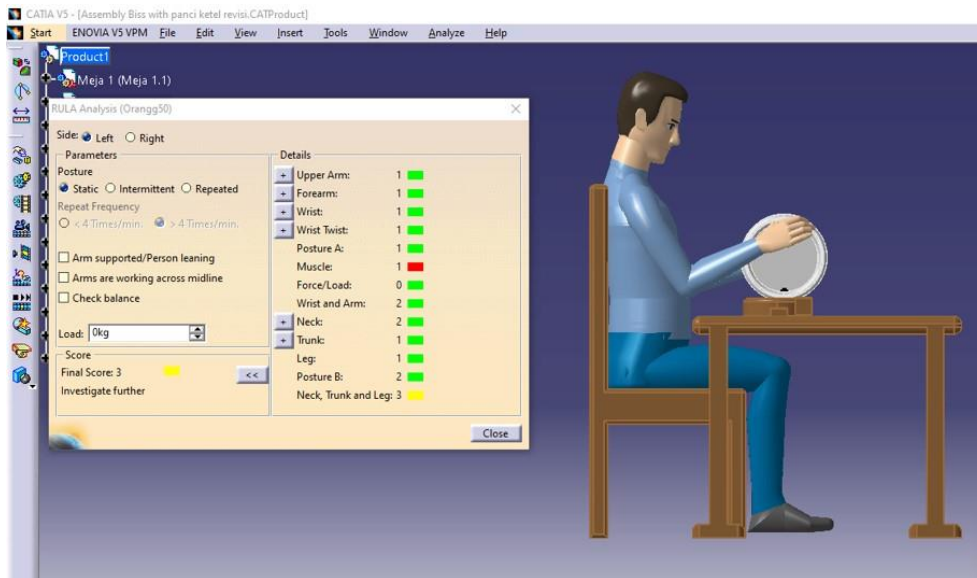 CATIA V5 - [Assembly Biss with panci ketel revisi.CATProduct]
Start ENOVIA V5 VPM File Edit View Insert Tools Window Analyze Help
Product1
Meja 1 (Meja 1.1)
RULA Analysis (Orangg50)
Side: Left Right
Parameters
Posture
Static Intermittent Repeated
Repeat Frequency
< 4 Times/min. > 4 Times/min.
Arm supported/Person leaning
Arms are working across midline
Check balance
Load: 0kg
Score
Final Score: 3
<<
Investigate further
Details
+ Upper Arm: 1
+ Forearm: 1
+ Wrist: 1
+ Wrist Twist: 1
Posture A: 1
Muscle: 1
Force/Load: 0
Wrist and Arm: 2
+ Neck: 2
+ Trunk: 1
Leg: 1
Posture B: 2
Neck, Trunk and Leg: 3
Close